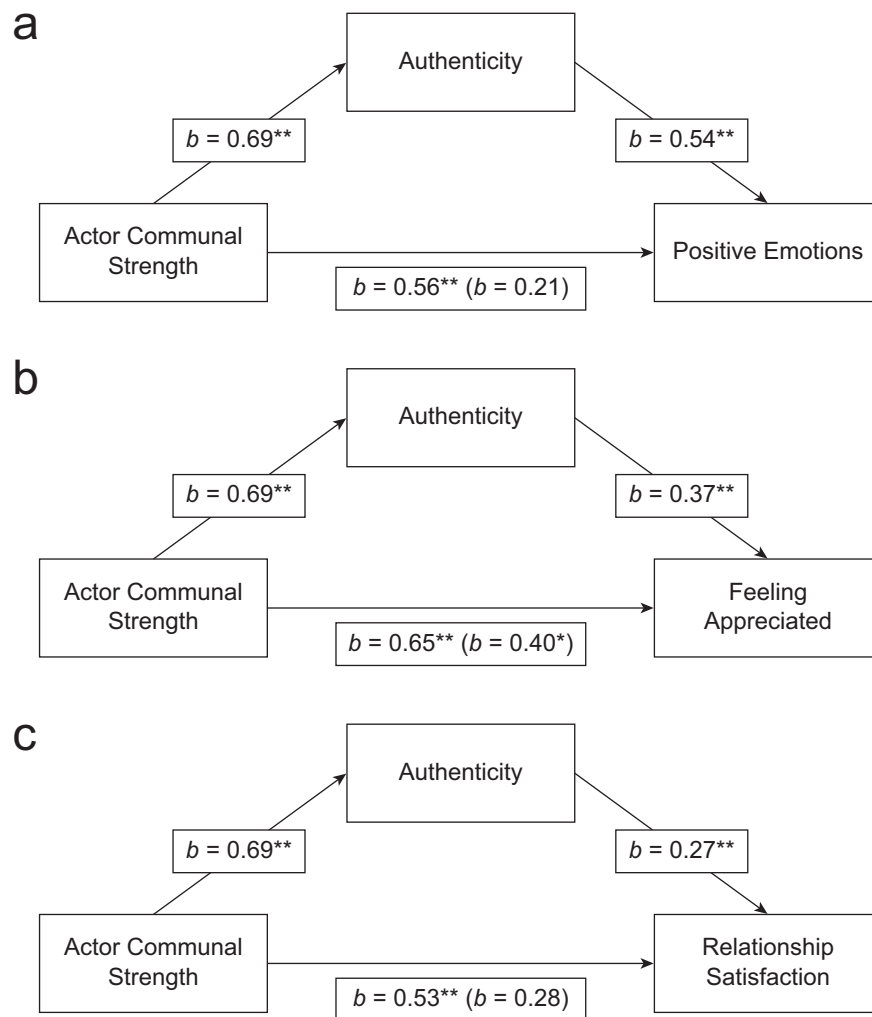 a
Authenticity
b = 0.69**
b = 0.54**
Actor Communal
Strength
Positive Emotions
b = 0.56** (b = 0.21)
b
Authenticity
b = 0.69**
b = 0.37**
Actor Communal
Strength
Feeling
Appreciated
b = 0.65** (b = 0.40*)
c
Authenticity
b = 0.69**
b = 0.27**
Actor Communal
Strength
Relationship
Satisfaction
b = 0.53** (b = 0.28)